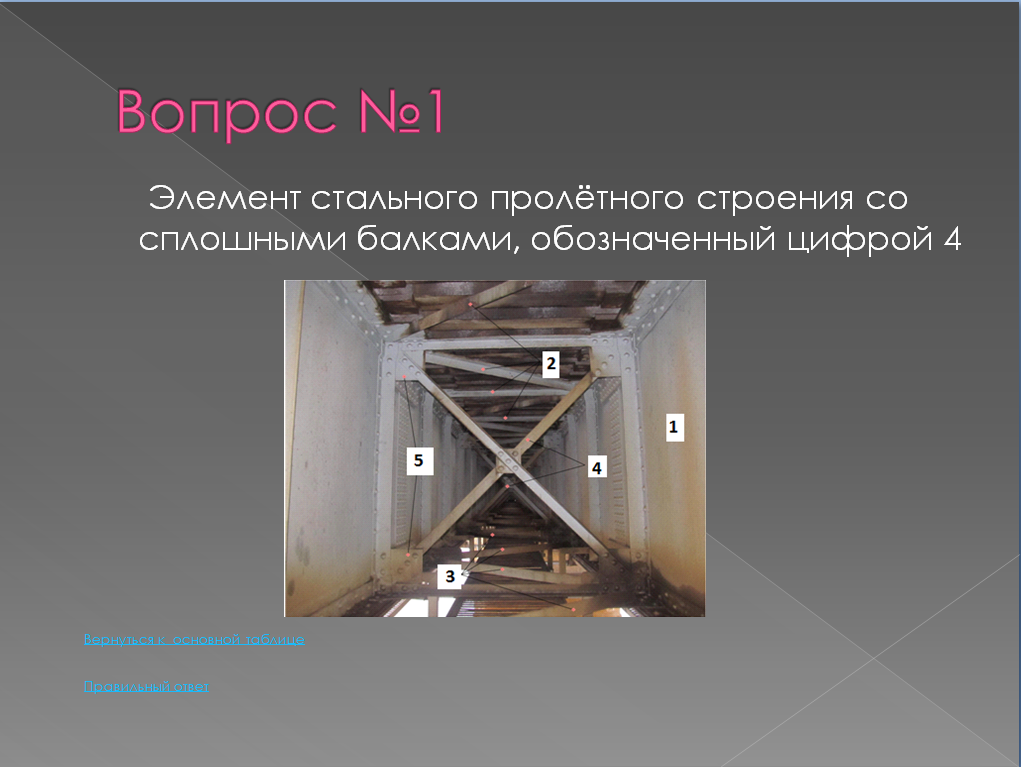 Вопрос №1
Элемент стального пролётного строения со
сплошными балками, обозначенный цифрой 4
2
1
5
4
3
Вернуться к основной таблице
Правильный ответ